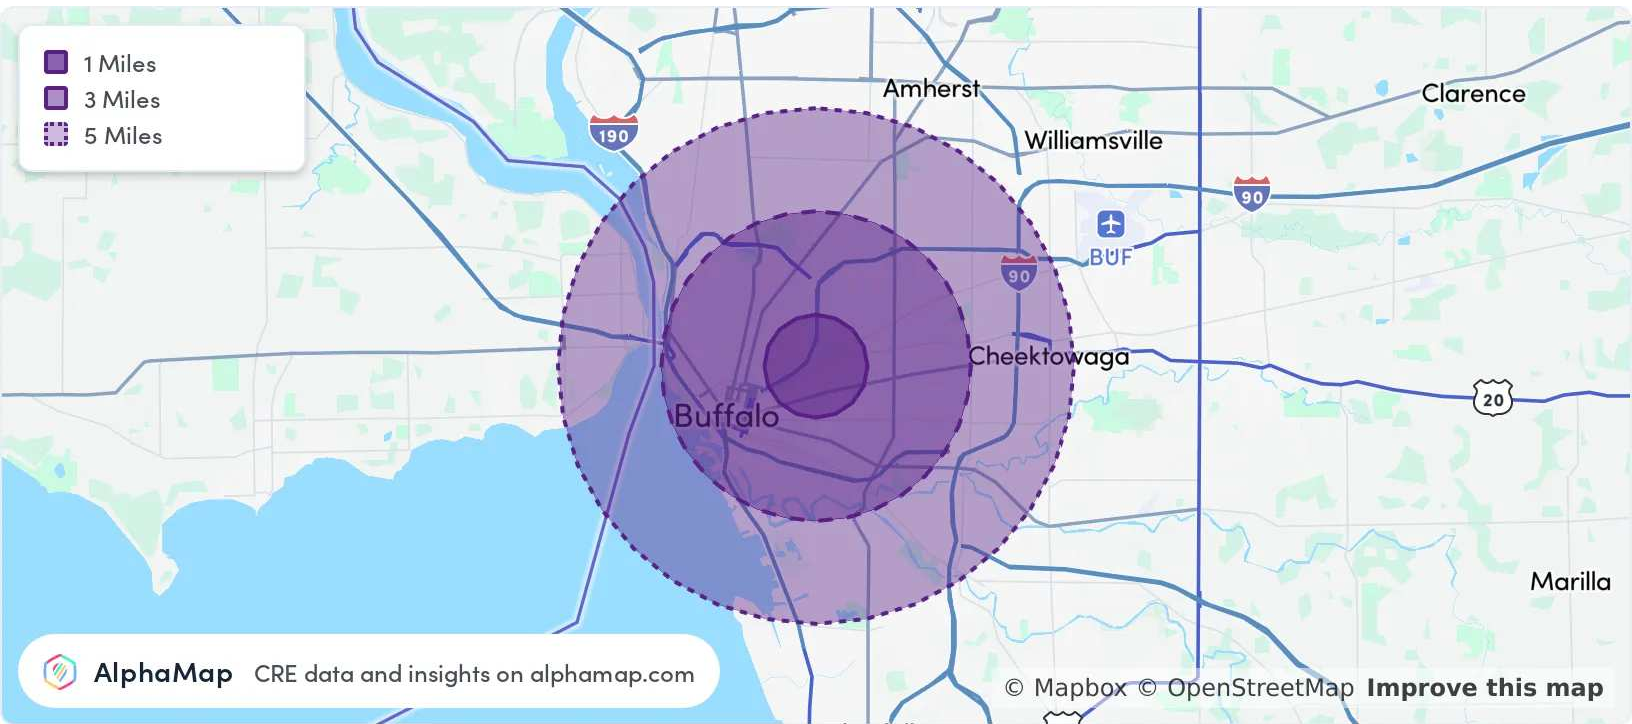 1 Miles
3 Miles
5 Miles
190
Amherst
Clarence
Williamsville
90
BUF
90
Cheektowaga
20
Buffalo
Marilla
AlphaMap CRE data and insights on alphamap.com
© Mapbox © OpenStreetMap Improve this map